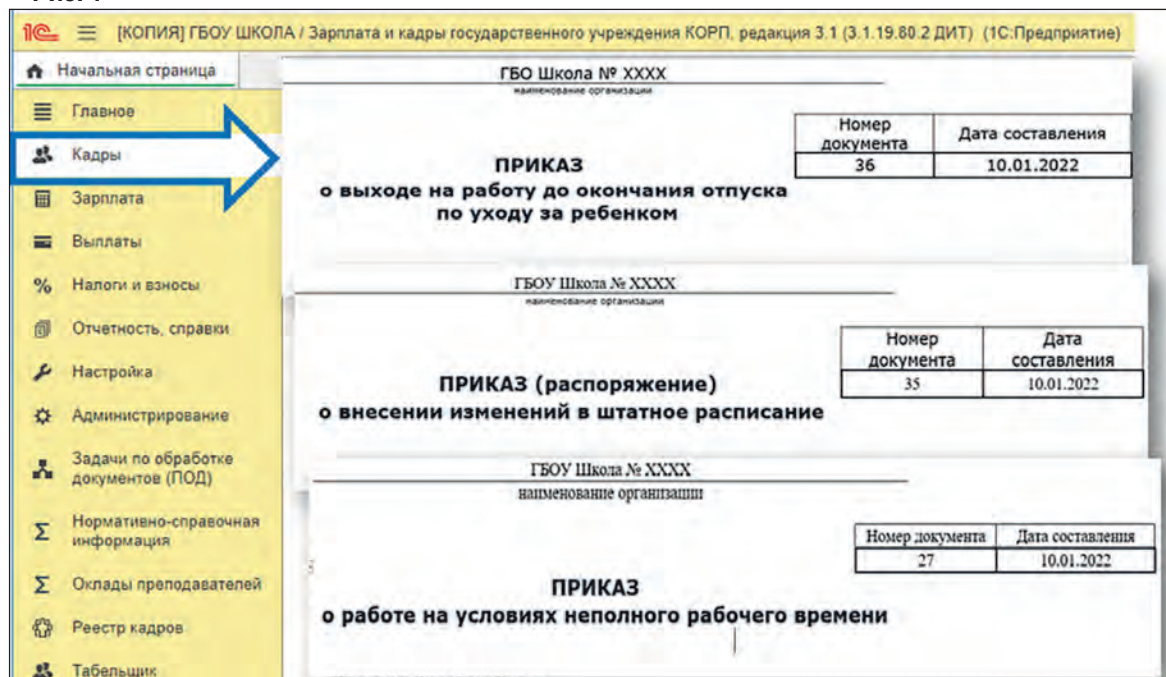 1С [КОПИЯ] ГБОУ ШКОЛА / Зарплата и кадры государственного учреждения КОРП, редакция 3.1 (3.1.19.80.2 ДИТ) (1С:Предприятие)
Начальная страница
Главное
Кадры
Зарплата
Выплаты
% Налоги и взносы
Отчетность, справки
Настройка
Администрирование
Задачи по обработке
документов (ПОД)
Нормативно-справочная
информация
Оклады преподавателей
Реестр кадров
Табельщик
ГБО Школа № ХХХХ
наименование организации
Номер
документа
Дата составления
36
10.01.2022
ПРИКАЗ
о выходе на работу до окончания отпуска
по уходу за ребенком
ГБОУ Школа № ХХХХ
наименование организации
Номер
документа
Дата
составления
35
10.01.2022
ПРИКАЗ (распоряжение)
о внесении изменений в штатное расписание
ГБОУ Школа № ХХХХ
наименование организации
Номер документа
Дата составления
27
10.01.2022
ПРИКАЗ
о работе на условиях неполного рабочего времени